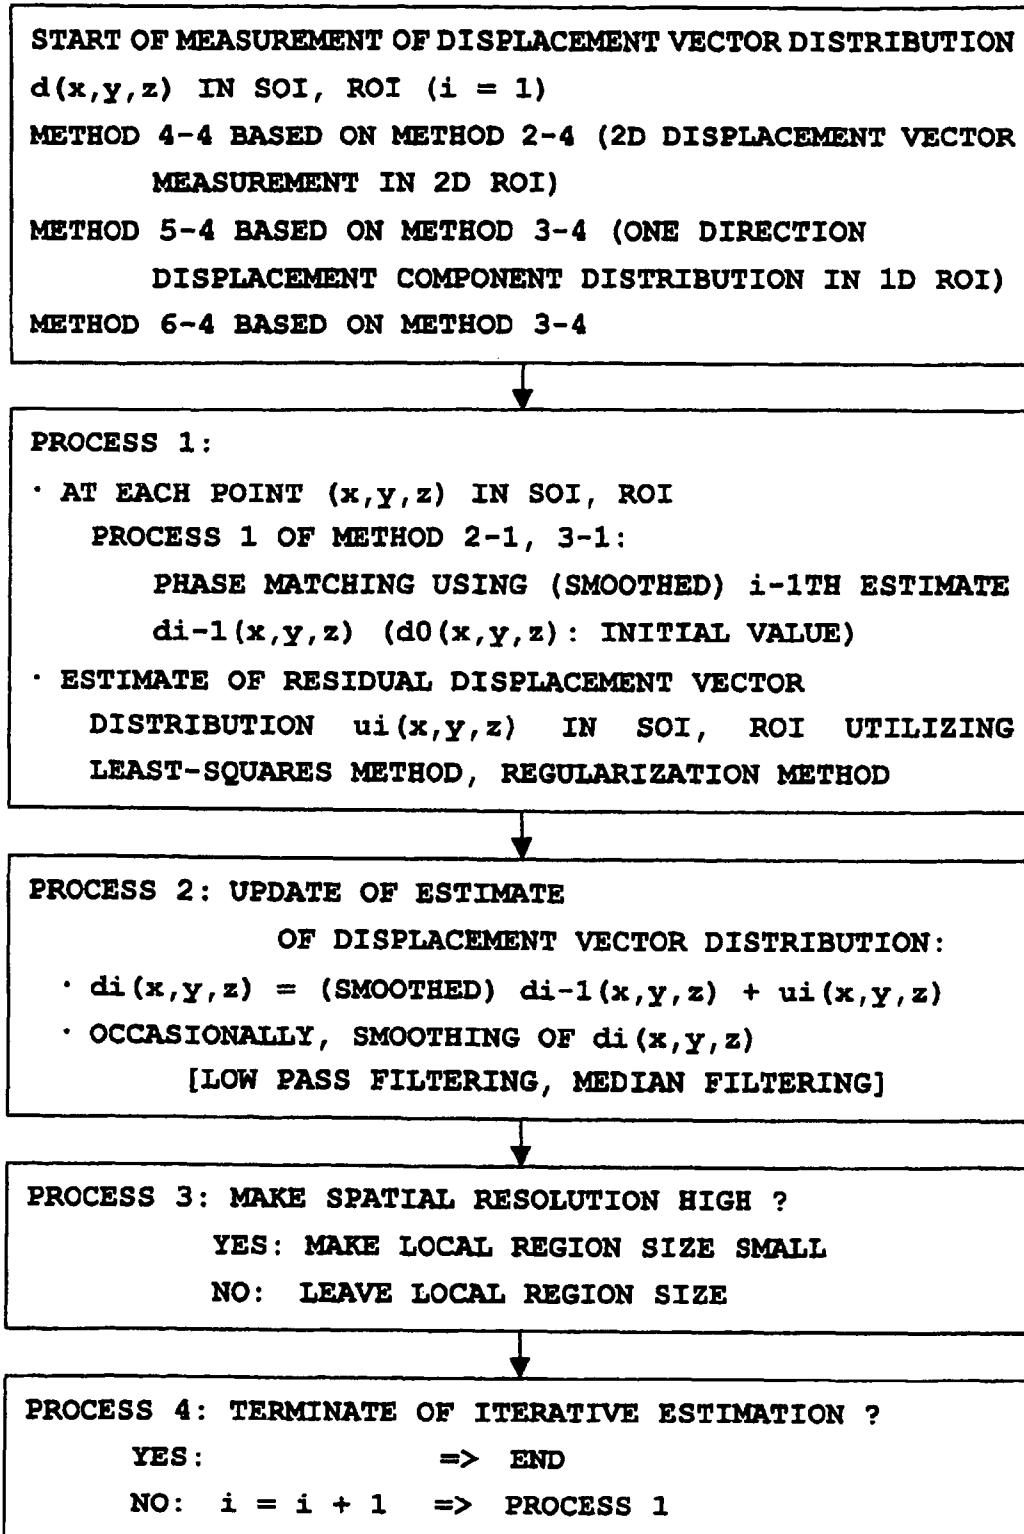 START OF MEASUREMENT OF DISPLACEMENT VECTOR DISTRIBUTION
d(x,y,z) IN SOI, ROI (i = 1)
METHOD 4-4 BASED ON METHOD 2-4 (2D DISPLACEMENT VECTOR
MEASUREMENT IN 2D ROI)
METHOD 5-4 BASED ON METHOD 3-4 (ONE DIRECTION
DISPLACEMENT COMPONENT DISTRIBUTION IN 1D ROI)
METHOD 6-4 BASED ON METHOD 3-4
PROCESS 1:
· AT EACH POINT (x,y,z) IN SOI, ROI
PROCESS 1 OF METHOD 2-1, 3-1:
PHASE MATCHING USING (SMOOTHED) i-1TH ESTIMATE
di-1(x,y,z) (d0(x,y,z): INITIAL VALUE)
· ESTIMATE OF RESIDUAL DISPLACEMENT VECTOR
DISTRIBUTION ui(x,y,z) IN SOI, ROI UTILIZING
LEAST-SQUARES METHOD, REGULARIZATION METHOD
PROCESS 2: UPDATE OF ESTIMATE
OF DISPLACEMENT VECTOR DISTRIBUTION:
· di(x,y,z) = (SMOOTHED) di-1(x,y,z) + ui(x,y,z)
· OCCASIONALLY, SMOOTHING OF di(x,y,z)
[LOW PASS FILTERING, MEDIAN FILTERING]
PROCESS 3: MAKE SPATIAL RESOLUTION HIGH ?
YES: MAKE LOCAL REGION SIZE SMALL
NO: LEAVE LOCAL REGION SIZE
PROCESS 4: TERMINATE OF ITERATIVE ESTIMATION ?
YES: => END
NO: i = i + 1 => PROCESS 1